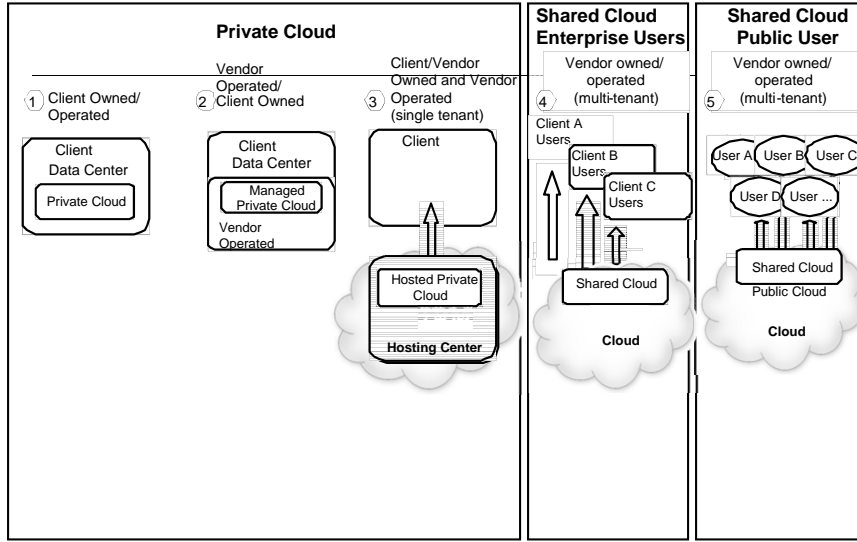 Private Cloud
Shared Cloud
Enterprise Users
Shared Cloud
Public User
1 Client Owned/
Operated
2 Vendor
Operated/
Client Owned
3 Client/Vendor
Owned and Vendor
Operated
(single tenant)
4 Vendor owned/
operated
(multi-tenant)
5 Vendor owned/
operated
(multi-tenant)
Client
Data Center
Private Cloud
Client
Data Center
Managed
Private Cloud
Vendor
Operated
Client
Hosted Private
Cloud
Hosting Center
Client A
Users
Client B
Users
Client C
Users
Shared Cloud
Cloud
User A
User B
User C
User D
User ...
Shared Cloud
Public Cloud
Cloud